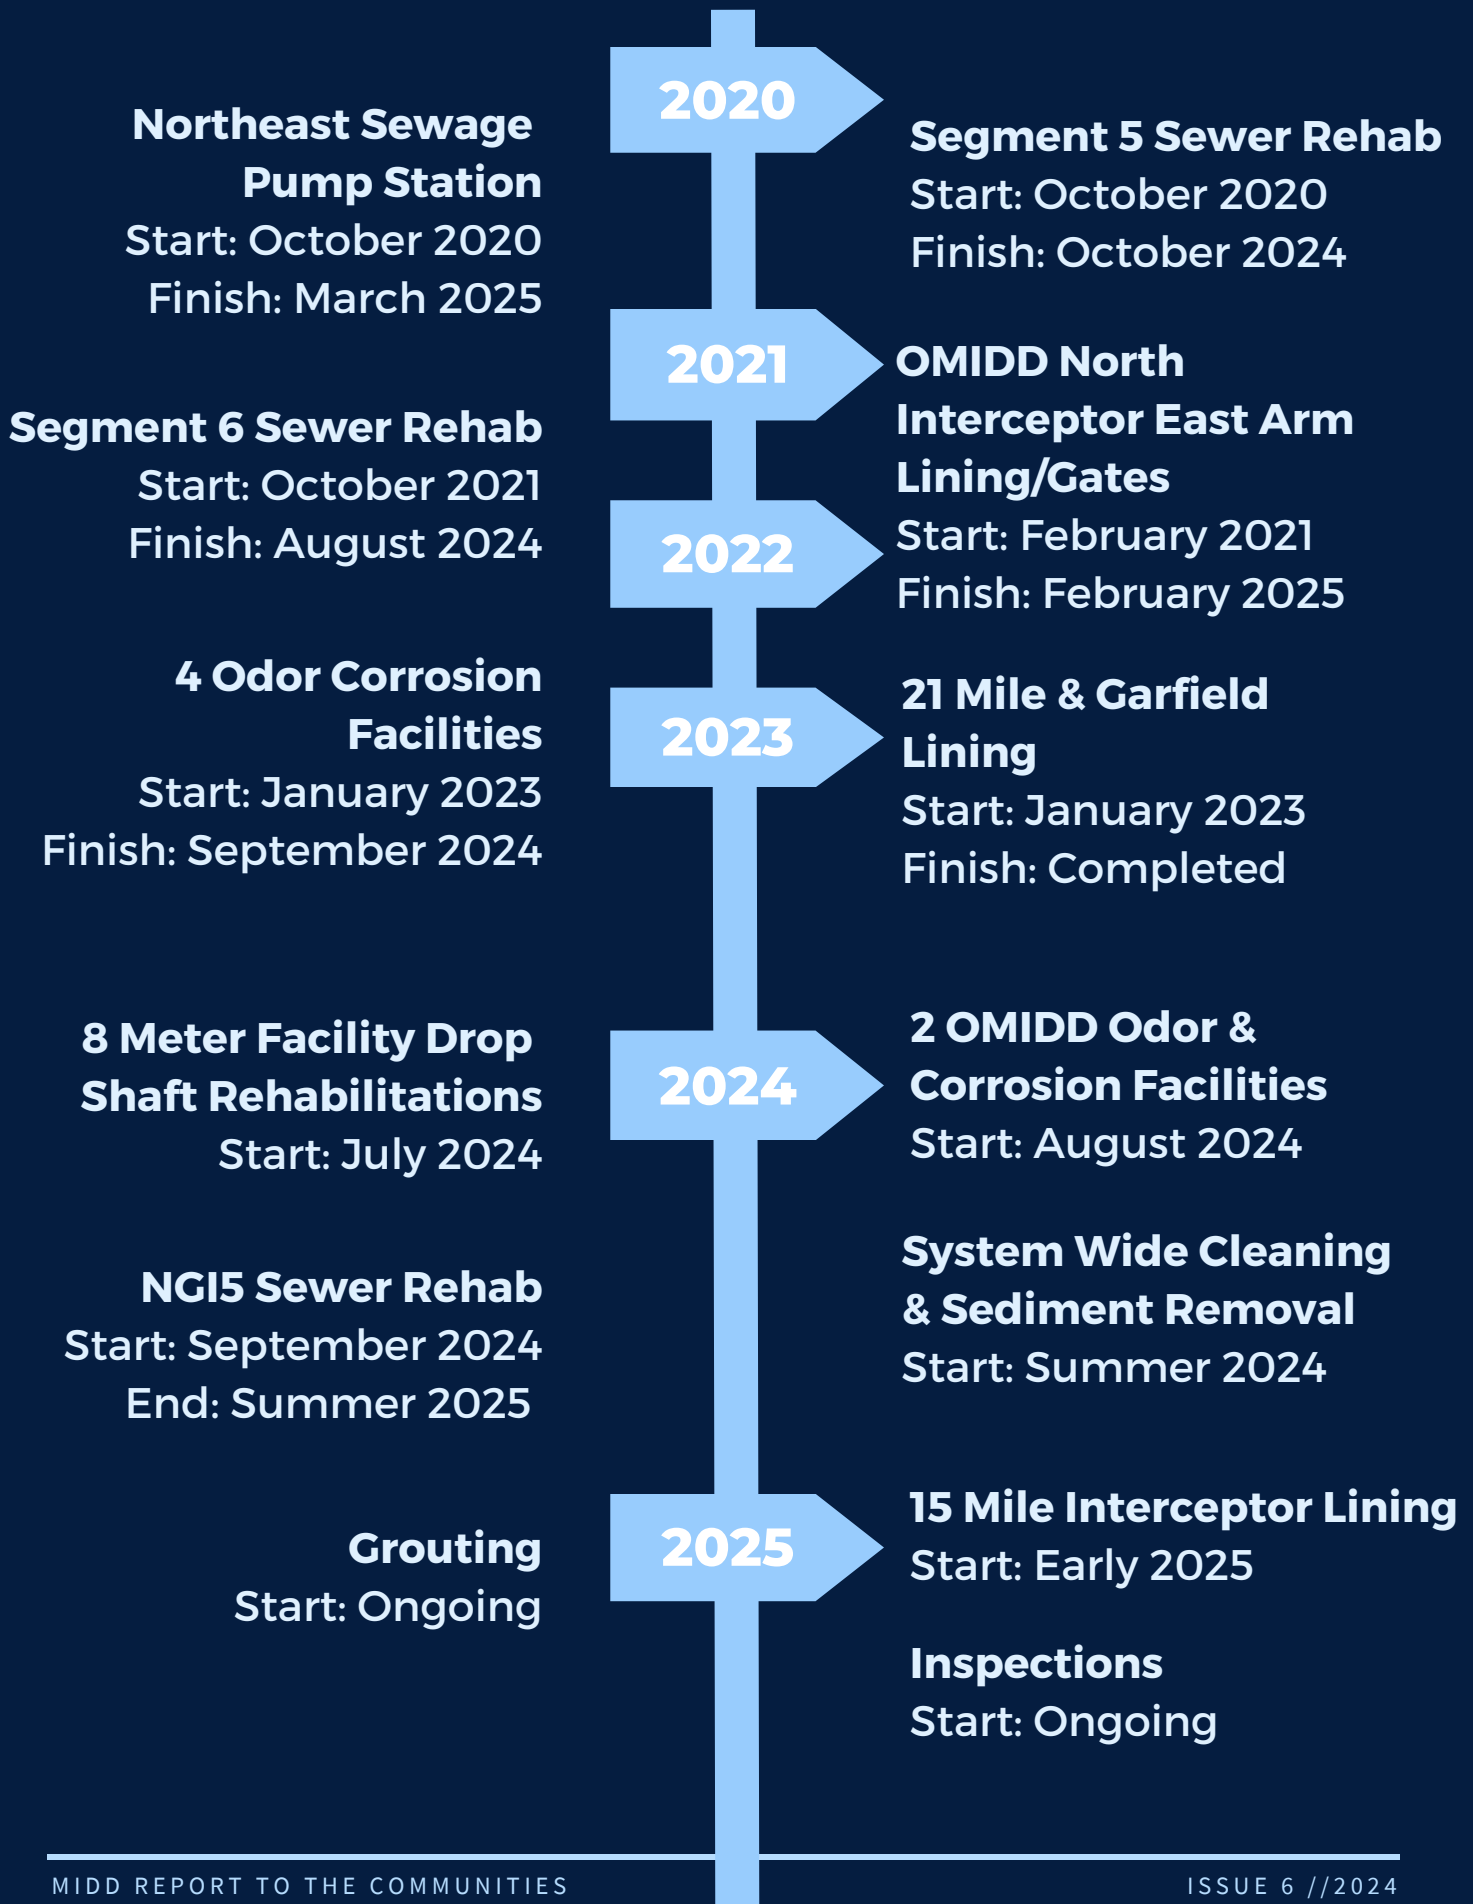 2020
Northeast Sewage
Pump Station
Start: October 2020
Finish: March 2025
Segment 5 Sewer Rehab
Start: October 2020
Finish: October 2024
2021
OMIDD North
Interceptor East Arm
Lining/Gates
Start: February 2021
Finish: February 2025
Segment 6 Sewer Rehab
Start: October 2021
Finish: August 2024
2022
2023
4 Odor Corrosion
Facilities
Start: January 2023
Finish: September 2024
21 Mile & Garfield
Lining
Start: January 2023
Finish: Completed
2024
8 Meter Facility Drop
Shaft Rehabilitations
Start: July 2024
2 OMIDD Odor &
Corrosion Facilities
Start: August 2024
NGI5 Sewer Rehab
Start: September 2024
End: Summer 2025
System Wide Cleaning
& Sediment Removal
Start: Summer 2024
2025
Grouting
Start: Ongoing
15 Mile Interceptor Lining
Start: Early 2025
Inspections
Start: Ongoing
MIDD REPORT TO THE COMMUNITIES
ISSUE 6 //2024